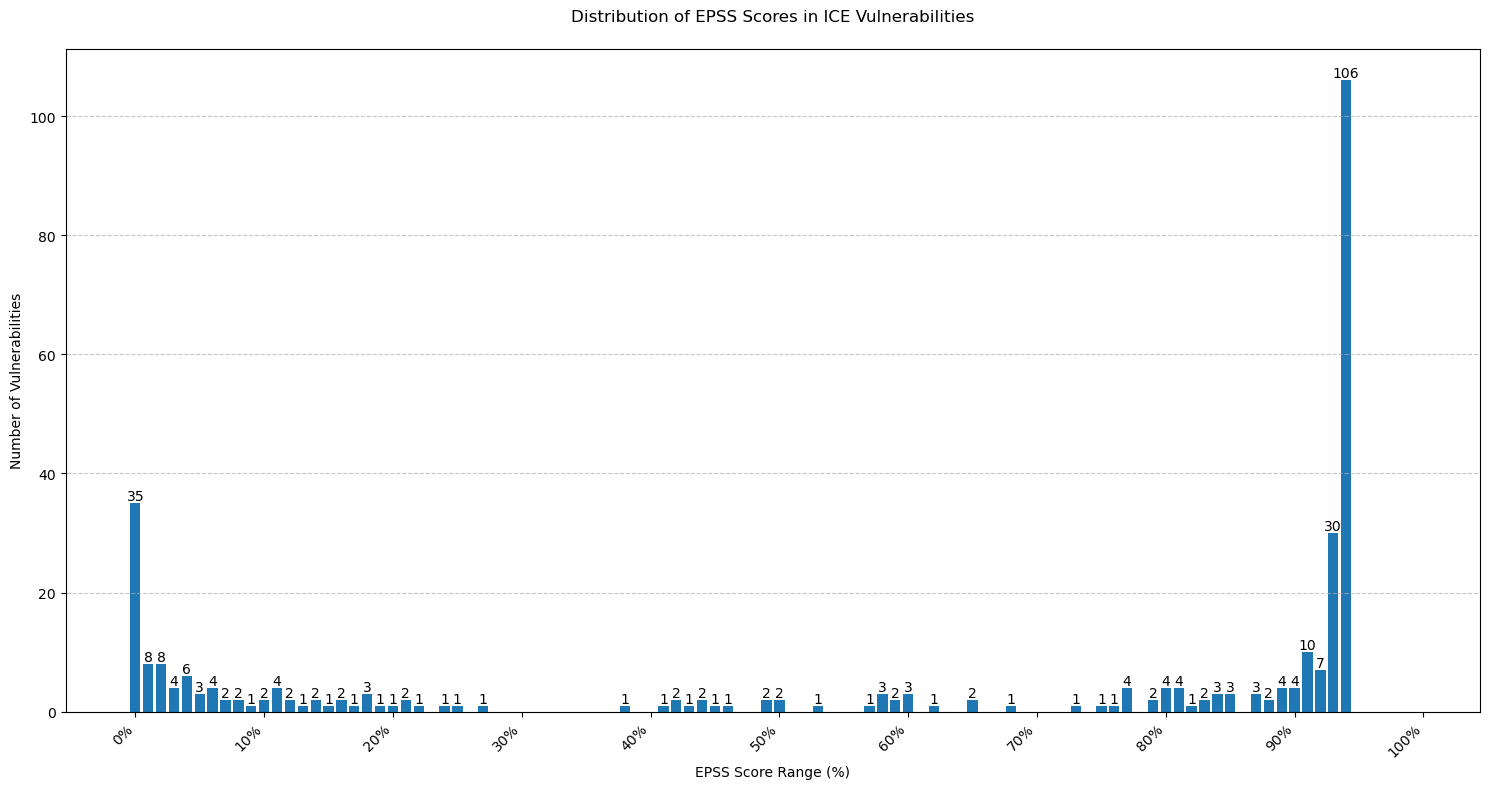 Distribution of EPSS Scores in ICE Vulnerabilities
Number of Vulnerabilities
100
80
60
40
20
0
106
35
30
8 8 4 6 3 4 2 2 1 2 4 2 1 2 1 2 1 3 1 1 2 1 1 1 1 1 1 2 1 2 1 1 2 2 1 1 3 2 3 1 2 1 1 1 1 4 2 4 4 1 2 3 3 3 2 4 4 10 7
0% 10% 20% 30% 40% 50% 60% 70% 80% 90% 100%
EPSS Score Range (%)